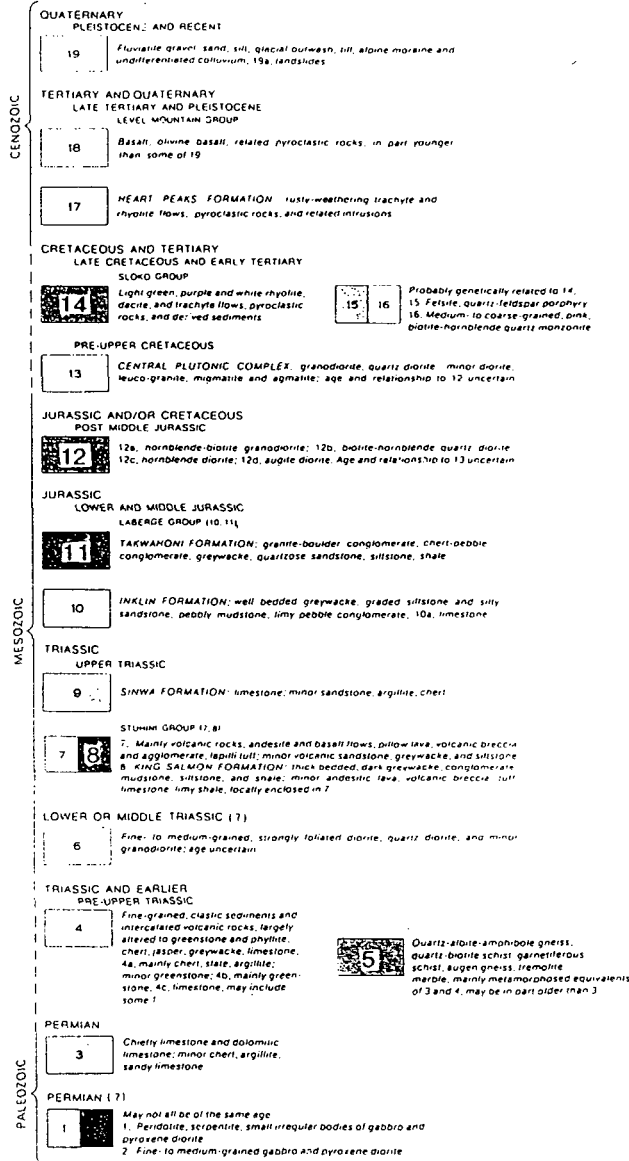 QUATERNARY
PLEISTOCENE AND RECENT
19
Fluviatile gravel, sand, silt, glacial outwash, till, alpine moraine and
undifferentiated colluvium, 19a, landslides
TERTIARY AND QUATERNARY
LATE TERTIARY AND PLEISTOCENE
LEVEL MOUNTAIN GROUP
18
Basalt, olivine basalt, related pyroclastic rocks, in part younger
than some of 19
17
HEART PEAKS FORMATION rusty-weathering trachyte and
rhyolite flows, pyroclastic rocks, and related intrusions
CENOZOIC
CRETACEOUS AND TERTIARY
LATE CRETACEOUS AND EARLY TERTIARY
SLOKO GROUP
14
Light green, purple and white rhyolite,
dacite, and trachyte flows, pyroclastic
rocks, and derived sediments
15 16
Probably genetically related to 14,
15 Felsite, quartz-feldspar porphyry
16. Medium- to coarse-grained, pink,
biotite-hornblende quartz monzonite
PRE-UPPER CRETACEOUS
13
CENTRAL PLUTONIC COMPLEX, granodiorite, quartz diorite minor diorite,
leuco-granite, migmatite and agmatite; age and relationship to 12 uncertain
JURASSIC AND/OR CRETACEOUS
POST MIDDLE JURASSIC
12
12a, hornblende-biotite granodiorite; 12b, biotite-hornblende quartz diorite
12c, hornblende diorite; 12d, augite diorite. Age and relationship to 13 uncertain
JURASSIC
LOWER AND MIDDLE JURASSIC
LABERGE GROUP (10, 11)
11
TAKWAHONI FORMATION; granite-boulder conglomerate, chert-pebble
conglomerate, greywacke, quartzose sandstone, siltstone, shale
10
INKLIN FORMATION; well bedded greywacke, graded siltstone and silty
sandstone, pebbly mudstone, limy pebble conglomerate, 10a, limestone
MESOZOIC
TRIASSIC
UPPER TRIASSIC
9
SINWA FORMATION: limestone; minor sandstone, argillite, chert
STUHINI GROUP (7, 8)
7 8
7, Mainly volcanic rocks, andesite and basalt flows, pillow lava, volcanic breccia
and agglomerate, lapilli tuff; minor volcanic sandstone, greywacke, and siltstone
8 KING SALMON FORMATION: thick bedded, dark greywacke, conglomerate
mudstone, siltstone, and shale; minor andesitic lava, volcanic breccia tuff
limestone limy shale, locally enclosed in 7
LOWER OR MIDDLE TRIASSIC (?)
6
Fine- to medium-grained, strongly foliated diorite, quartz diorite, and minor
granodiorite; age uncertain
TRIASSIC AND EARLIER
PRE-UPPER TRIASSIC
4
Fine-grained, clastic sediments and
intercalated volcanic rocks, largely
altered to greenstone and phyllite,
chert, jasper, greywacke, limestone,
4a, mainly chert, slate, argillite;
minor greenstone; 4b, mainly green-
stone, 4c, limestone, may include
some 1
5
Quartz-albite-amphibole gneiss,
quartz-biotite schist garnetiferous
schist, augen gneiss, tremolite
marble, mainly metamorphosed equivalents
of 3 and 4, may be in part older than 3
PERMIAN
3
Chiefly limestone and dolomitic
limestone; minor chert, argillite,
sandy limestone
PALEOZOIC
PERMIAN (?)
1
May not all be of the same age
1. Peridotite, serpentite, small irregular bodies of gabbro and
pyroxene diorite
2 Fine- to medium-grained gabbro and pyroxene diorite